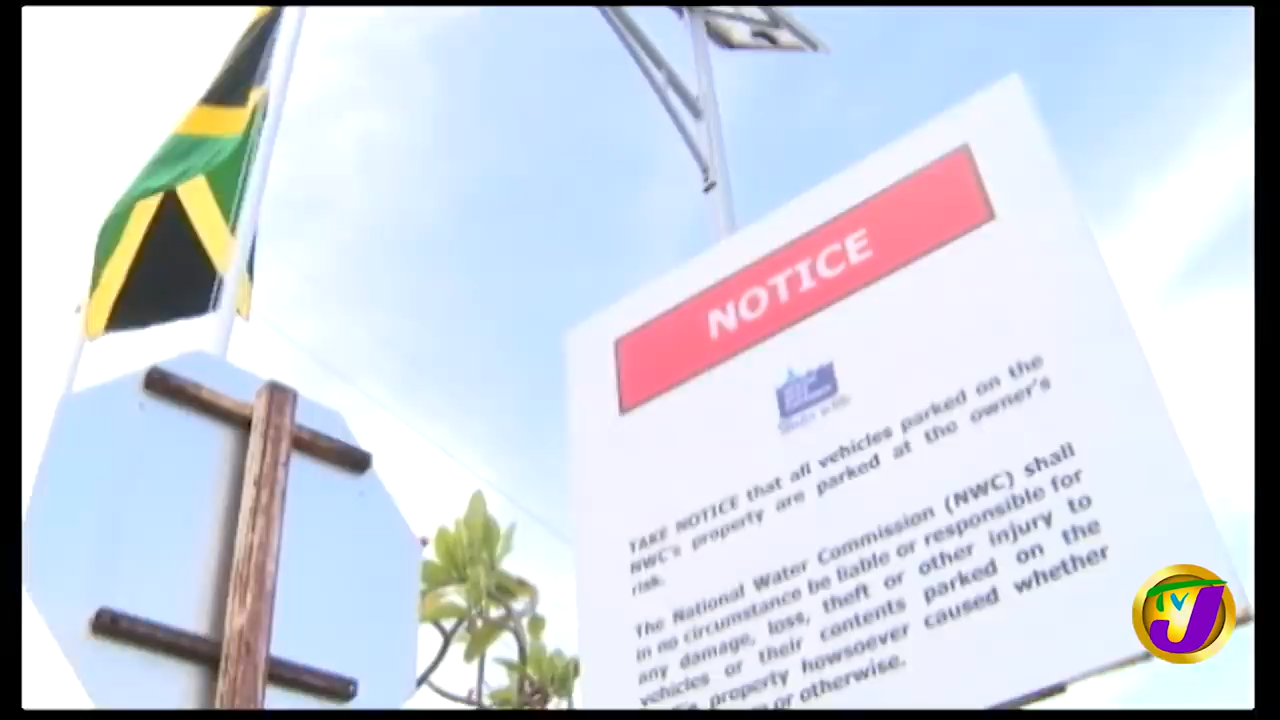 NOTICE
TAKE NOTICE that all vehicles parked on the
NWC's property are parked at the owner's
risk.
The National Water Commission (NWC) shall
in no circumstance be liable or responsible for
any damage, loss, theft or other injury to
vehicles or their contents parked on the
property howsoever caused whether
or otherwise.
TVJ